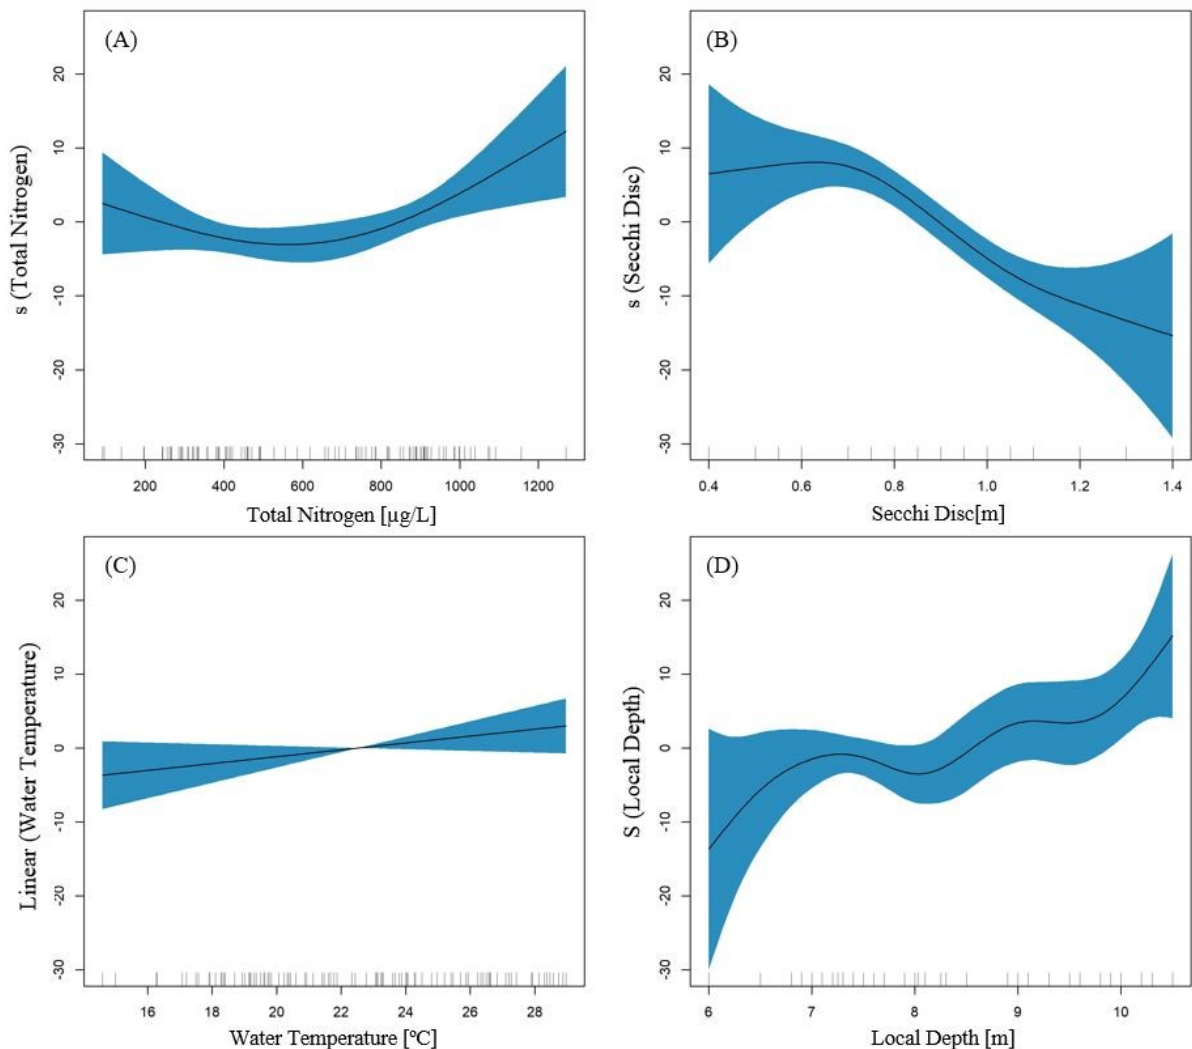 (A)
s (Total Nitrogen)
20
10
0
-10
-20
-30
200 400 600 800 1000 1200
Total Nitrogen [µg/L]
(B)
s (Secchi Disc)
20
10
0
-10
-20
-30
0.4 0.6 0.8 1.0 1.2 1.4
Secchi Disc[m]
(C)
Linear (Water Temperature)
20
10
0
-10
-20
-30
16 18 20 22 24 26 28
Water Temperature [ºC]
(D)
S (Local Depth)
20
10
0
-10
-20
-30
6 7 8 9 10
Local Depth [m]